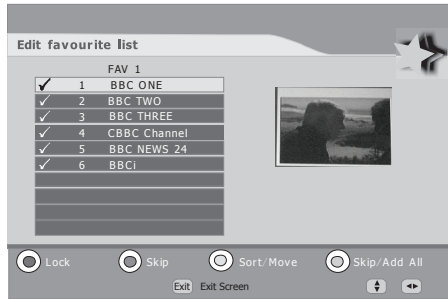 Edit favourite list
FAV 1
1 BBC ONE
2 BBC TWO
3 BBC THREE
4 CBBC Channel
5 BBC NEWS 24
6 BBCi
Lock Skip Sort/Move Skip/Add All
Exit Exit Screen